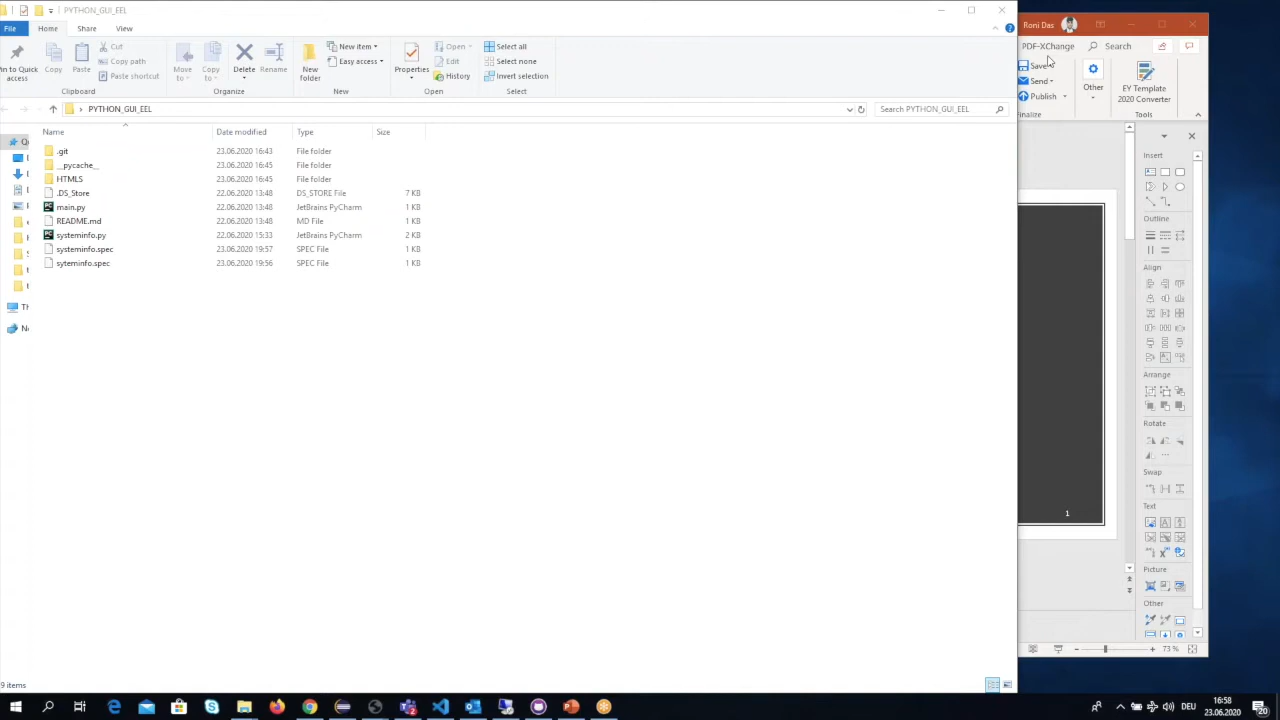 PYTHON_GUI_EEL
File Home Share View
Pin to Quick access
Copy
Paste
Cut
Copy path
Paste shortcut
Clipboard
Move to
Copy to
Delete
Rename
Organize
New folder
New item
Easy access
New
Properties
Open
Edit
History
Open
Select all
Select none
Invert selection
Select
PYTHON_GUI_EEL
Search PYTHON_GUI_EEL
Name Date modified Type Size
.git 23.06.2020 16:43 File folder
__pycache__ 23.06.2020 16:45 File folder
HTMLS 23.06.2020 16:45 File folder
.DS_Store 22.06.2020 13:48 DS_STORE File 7 KB
main.py 22.06.2020 13:48 JetBrains PyCharm 1 KB
README.md 22.06.2020 13:48 MD File 1 KB
systeminfo.py 22.06.2020 15:33 JetBrains PyCharm 2 KB
systeminfo.spec 23.06.2020 19:57 SPEC File 1 KB
syteminfo.spec 23.06.2020 19:56 SPEC File 1 KB
9 items
Roni Das
PDF-XChange Search
Save
Send
Publish
Other
EY Template
2020 Converter
Tools
Insert
Outline
Align
Arrange
Rotate
Swap
Text
Picture
Other
1
73 %
DEU
16:58
23.06.2020
20